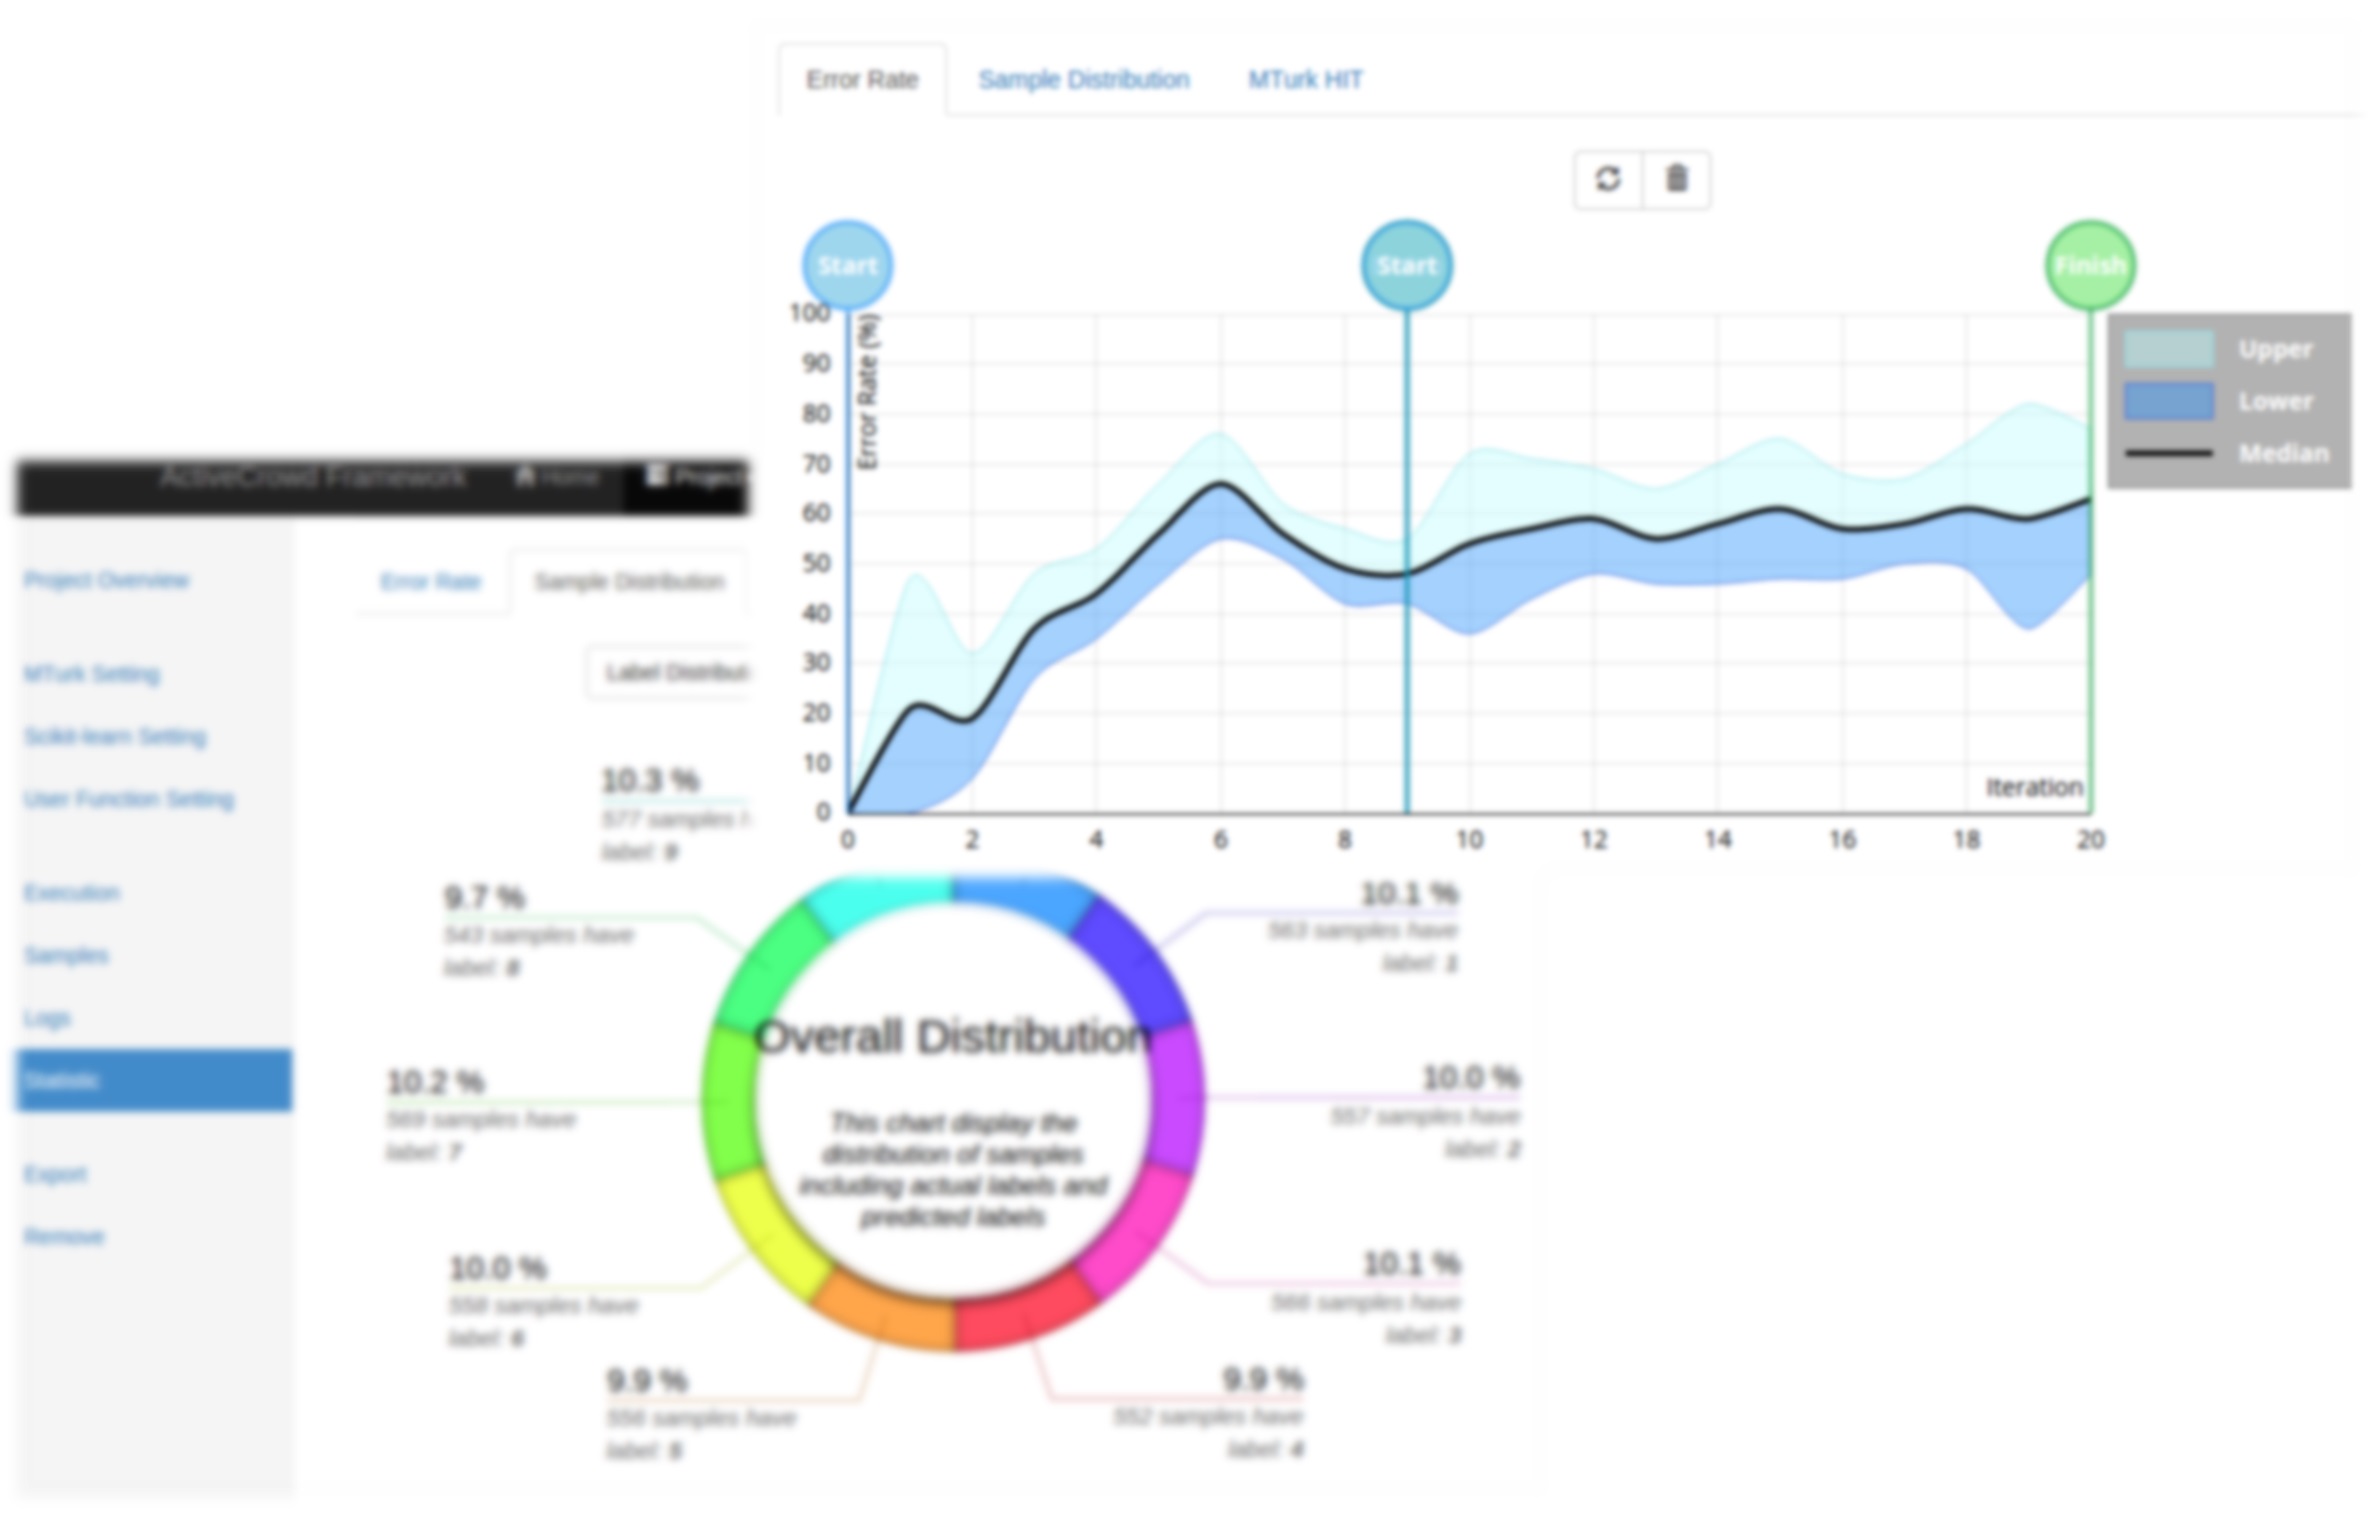 Error Rate Sample Distribution MTurk HIT
Start Start Finish
Error Rate (%)
100
90
80
70
60
50
40
30
20
10
0
0 2 4 6 8 10 12 14 16 18 20
Iteration
Upper
Lower
Median
ActiveCrowd Framework Home Project
Project Overview
MTurk Setting
Scikit-learn Setting
User Function Setting
Execution
Samples
Logs
Statistic
Export
Remove
Error Rate Sample Distribution
Label Distribut
10.3 %
577 samples
label: 9
9.7 %
543 samples have
label: 8
10.2 %
569 samples have
label: 7
10.0 %
558 samples have
label: 6
9.9 %
556 samples have
label: 5
Overall Distribution
This chart display the
distribution of samples
including actual labels and
predicted labels
10.1 %
563 samples have
label: 1
10.0 %
557 samples have
label: 2
10.1 %
566 samples have
label: 3
9.9 %
552 samples have
label: 4